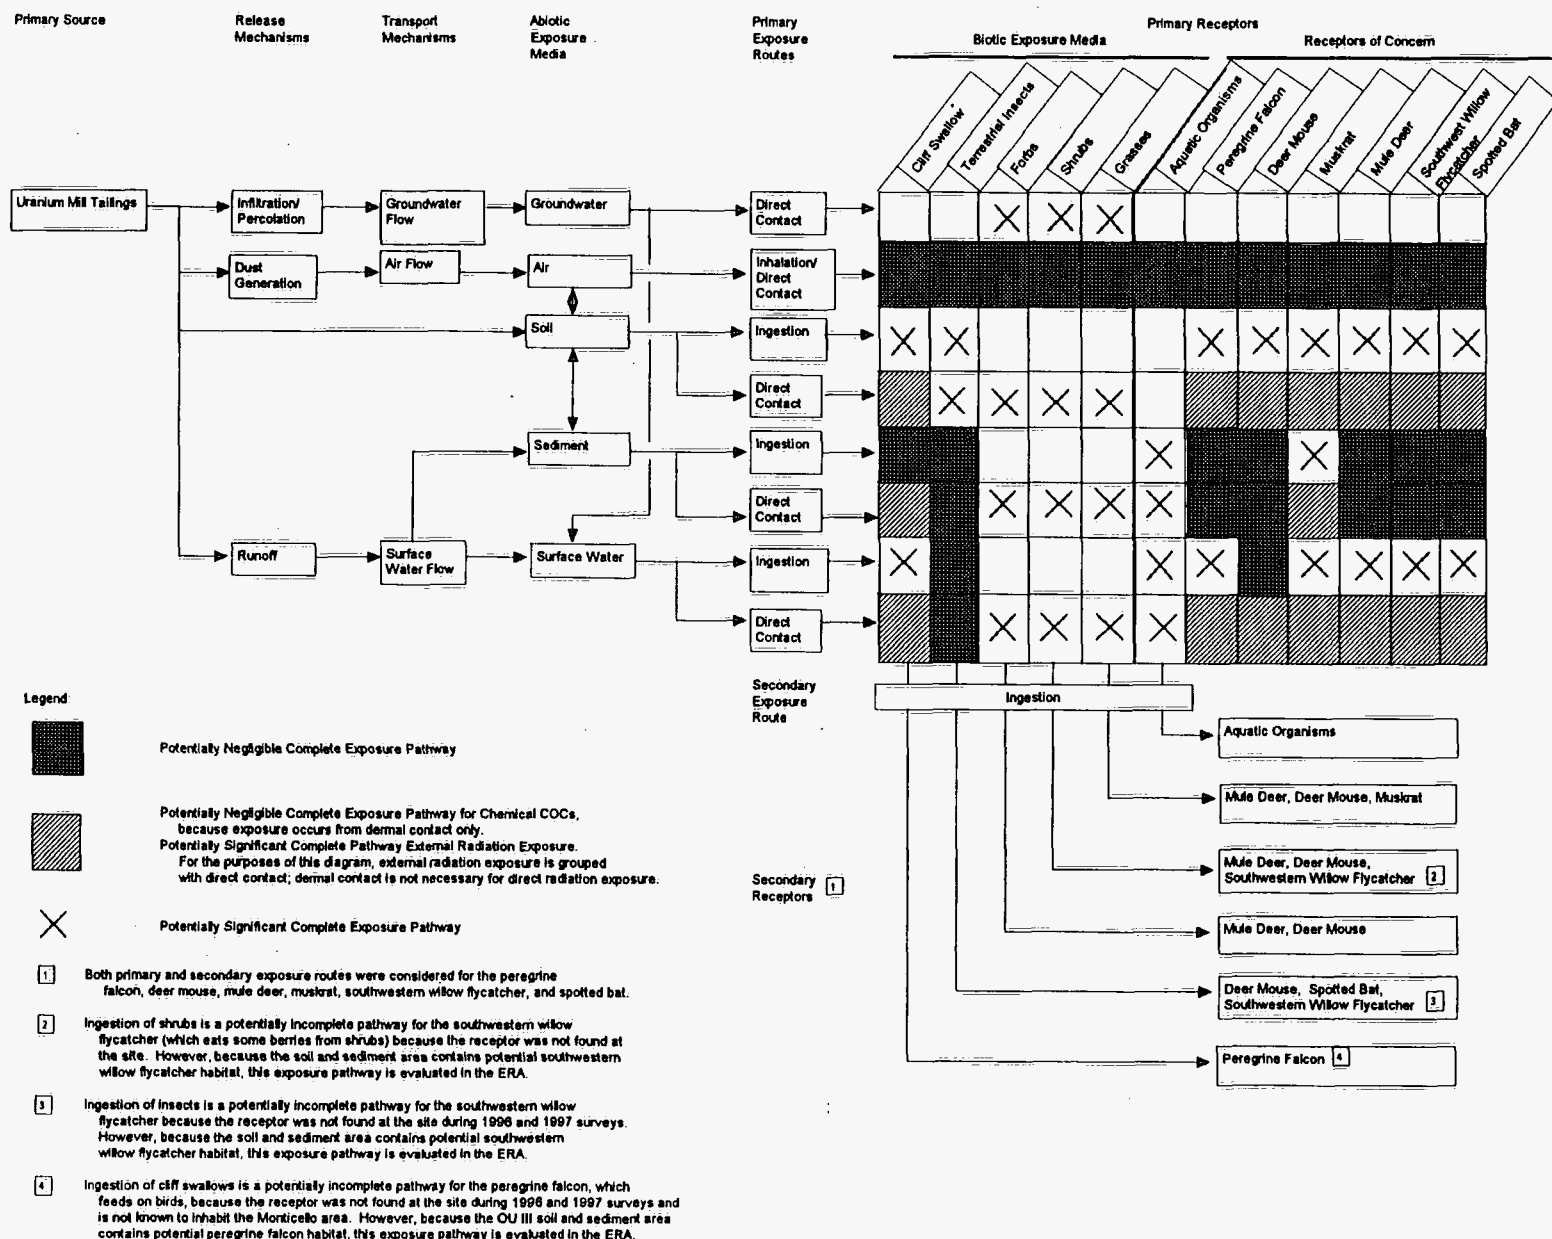 Primary Source
Release
Mechanisms
Transport
Mechanisms
Abiotic
Exposure
Media
Primary
Exposure
Routes
Primary Receptors
Biotic Exposure Media
Receptors of Concern
Cliff Swallow
Terrestrial Insects
Forbs
Shrubs
Grasses
Aquatic Organisms
Peregrine Falcon
Deer Mouse
Muskrat
Mule Deer
Southwest Willow
Flycatcher
Spotted Bat
Uranium Mill Tailings
Infiltration/
Percolation
Groundwater
Flow
Groundwater
Direct
Contact
Dust
Generation
Air Flow
Air
Inhalation/
Direct
Contact
Soil
Ingestion
Direct
Contact
Sediment
Ingestion
Direct
Contact
Runoff
Surface
Water Flow
Surface Water
Ingestion
Direct
Contact
Secondary
Exposure
Route
Ingestion
Aquatic Organisms
Mule Deer, Deer Mouse, Muskrat
Mule Deer, Deer Mouse,
Southwestern Willow Flycatcher 2
Secondary
Receptors 1
Mule Deer, Deer Mouse
Deer Mouse, Spotted Bat,
Southwestern Willow Flycatcher 3
Peregrine Falcon 4
Legend
Potentially Negligible Complete Exposure Pathway
Potentially Negligible Complete Exposure Pathway for Chemical COCs,
because exposure occurs from dermal contact only.
Potentially Significant Complete Pathway External Radiation Exposure.
For the purposes of this diagram, external radiation exposure is grouped
with direct contact; dermal contact is not necessary for direct radiation exposure.
Potentially Significant Complete Exposure Pathway
1 Both primary and secondary exposure routes were considered for the peregrine
falcon, deer mouse, mule deer, muskrat, southwestern willow flycatcher, and spotted bat.
2 Ingestion of shrubs is a potentially incomplete pathway for the southwestern willow
flycatcher (which eats some berries from shrubs) because the receptor was not found at
the site. However, because the soil and sediment area contains potential southwestern
willow flycatcher habitat, this exposure pathway is evaluated in the ERA.
3 Ingestion of insects is a potentially incomplete pathway for the southwestern willow
flycatcher because the receptor was not found at the site during 1996 and 1997 surveys.
However, because the soil and sediment area contains potential southwestern
willow flycatcher habitat, this exposure pathway is evaluated in the ERA.
4 Ingestion of cliff swallows is a potentially incomplete pathway for the peregrine falcon, which
feeds on birds, because the receptor was not found at the site during 1996 and 1997 surveys and
is not known to inhabit the Monticello area. However, because the OU III soil and sediment area
contains potential peregrine falcon habitat, this exposure pathway is evaluated in the ERA.